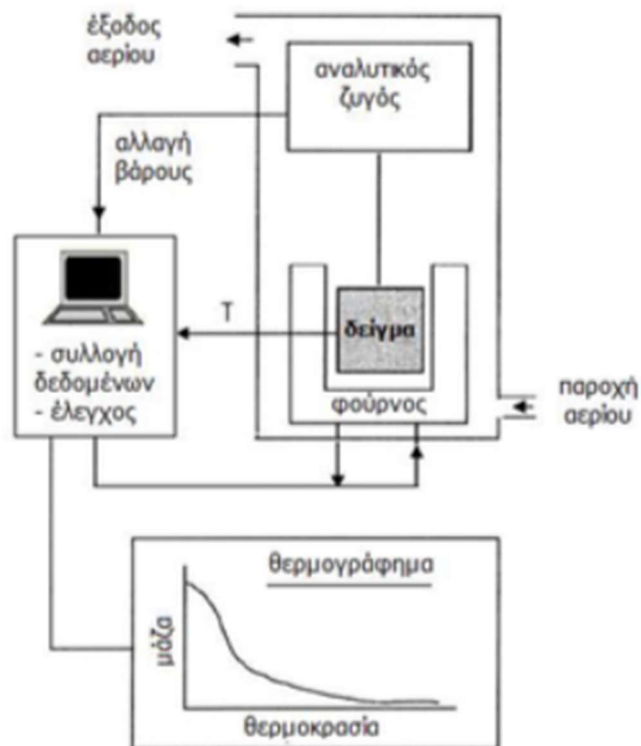 έξοδος
αερίου
αναλυτικός
ζυγός
αλλαγή
βάρους
T
δείγμα
- συλλογή
δεδομένων
- έλεγχος
φούρνος
παροχή
αερίου
θερμογράφημα
μάζα
θερμοκρασία